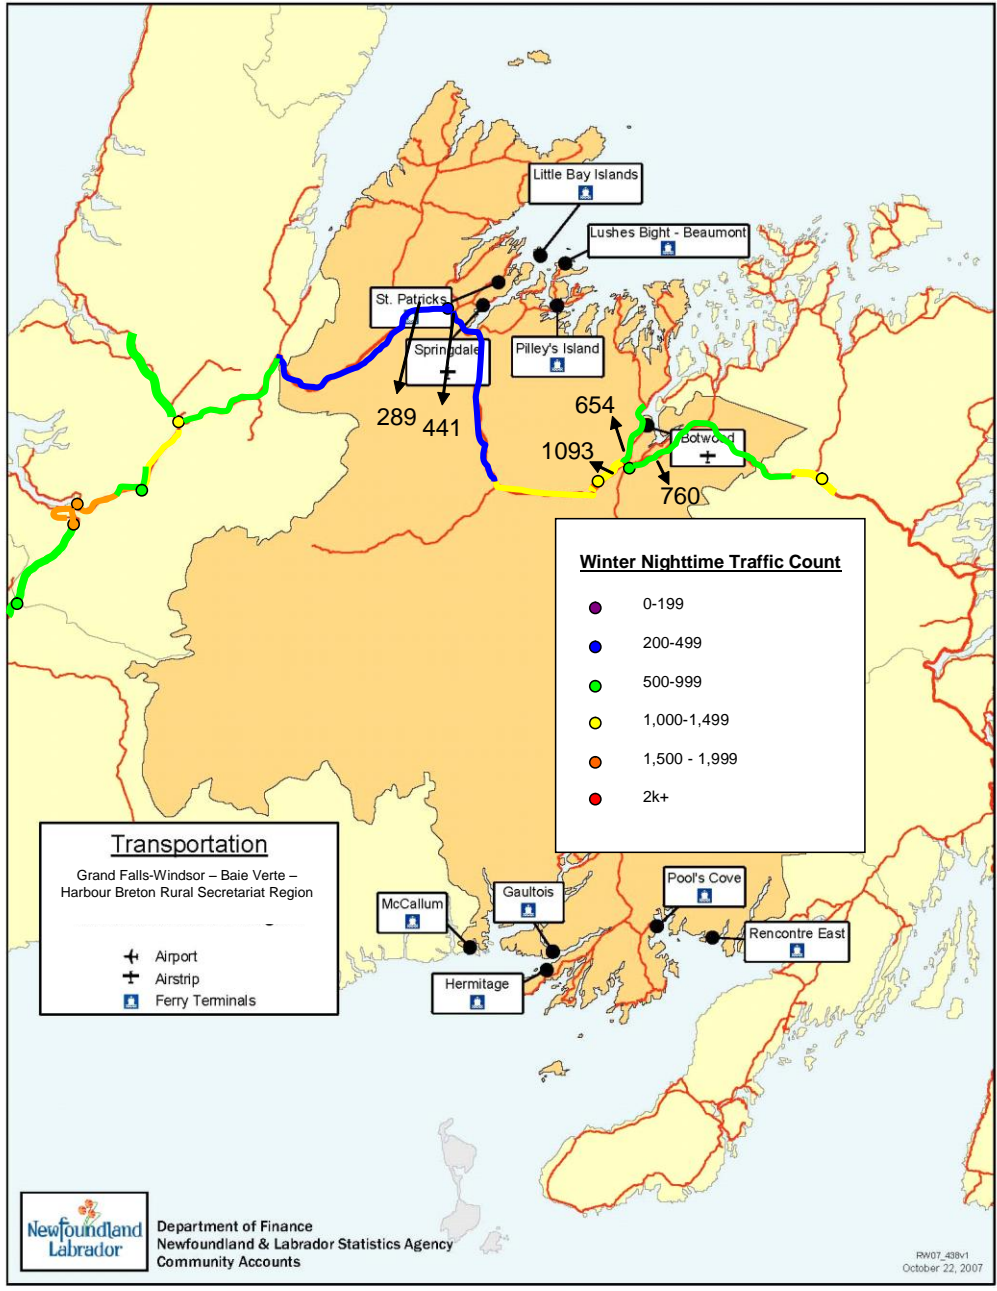 Little Bay Islands
Lushes Bight - Beaumont
St. Patricks
Springdale
Pilley's Island
289
441
654
1093
Botwood
760
Winter Nighttime Traffic Count
0-199
200-499
500-999
1,000-1,499
1,500 - 1,999
2k+
Transportation
Grand Falls-Windsor – Baie Verte –
Harbour Breton Rural Secretariat Region
Airport
Airstrip
Ferry Terminals
McCallum
Gaultois
Pool's Cove
Rencontre East
Hermitage
Newfoundland
Labrador
Department of Finance
Newfoundland & Labrador Statistics Agency
Community Accounts
RW07_438v1
October 22, 2007